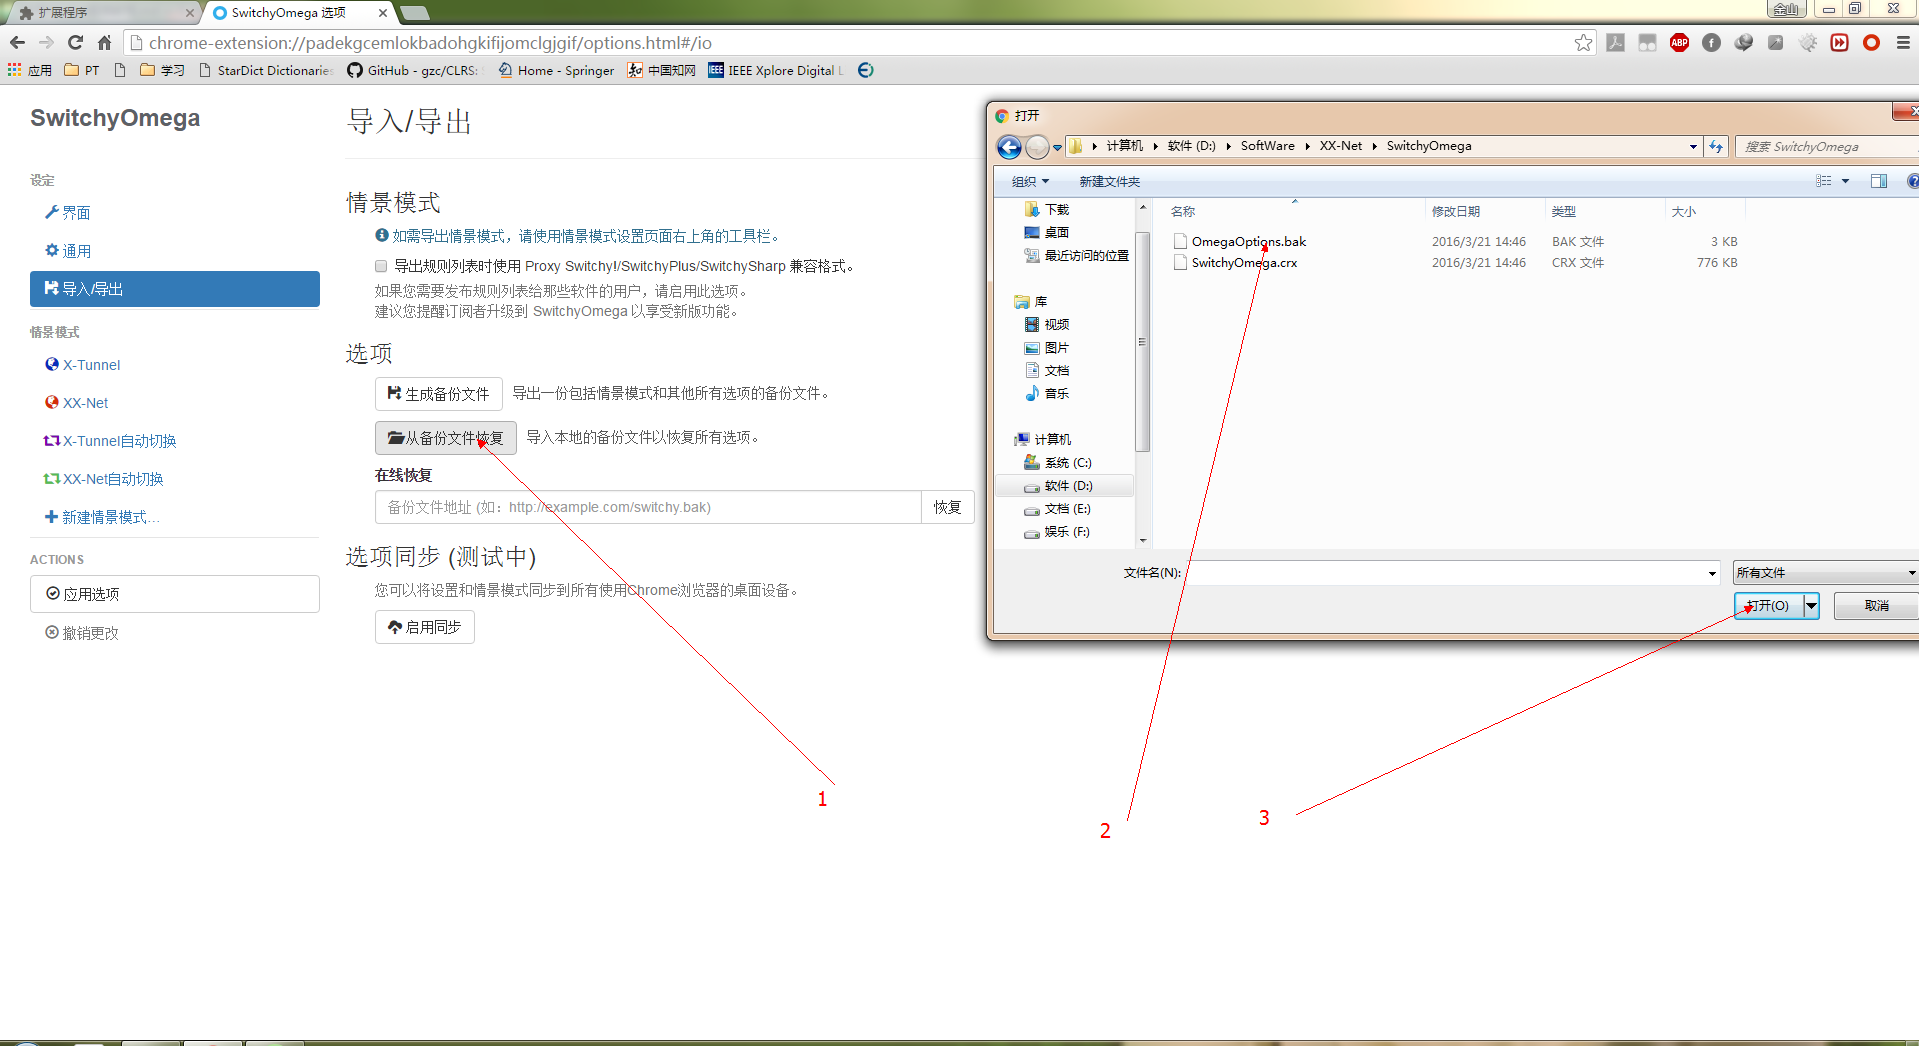 扩展程序
SwitchyOmega 选项
金山
chrome-extension://padekgcemlokbadohgkifijomclgjgif/options.html#/io
ABP
应用
PT
学习
StarDict Dictionaries
GitHub - gzc/CLRS:
Home - Springer
中国知网
IEEE
IEEE Xplore Digital L
SwitchyOmega
设定
界面
通用
导入/导出
情景模式
X-Tunnel
XX-Net
X-Tunnel自动切换
XX-Net自动切换
新建情景模式...
ACTIONS
应用选项
撤销更改
导入/导出
情景模式
如需导出情景模式，请使用情景模式设置页面右上角的工具栏。
导出规则列表时使用 Proxy Switchy!/SwitchyPlus/SwitchySharp 兼容格式。
如果您需要发布规则列表给那些软件的用户，请启用此选项。
建议您提醒订阅者升级到 SwitchyOmega 以享受新版功能。
选项
生成备份文件 导出一份包括情景模式和其他所有选项的备份文件。
从备份文件恢复 导入本地的备份文件以恢复所有选项。
在线恢复
备份文件地址 (如：http://example.com/switchy.bak) 恢复
选项同步 (测试中)
您可以将设置和情景模式同步到所有使用Chrome浏览器的桌面设备。
启用同步
打开
计算机 软件 (D:) SoftWare XX-Net SwitchyOmega
搜索 SwitchyOmega
组织 新建文件夹
下载
桌面
最近访问的位置
库
视频
图片
文档
音乐
计算机
系统 (C:)
软件 (D:)
文档 (E:)
娱乐 (F:)
名称 修改日期 类型 大小
OmegaOptions.bak 2016/3/21 14:46 BAK 文件 3 KB
SwitchyOmega.crx 2016/3/21 14:46 CRX 文件 776 KB
文件名(N):
所有文件
打开(O) 取消
1
2
3